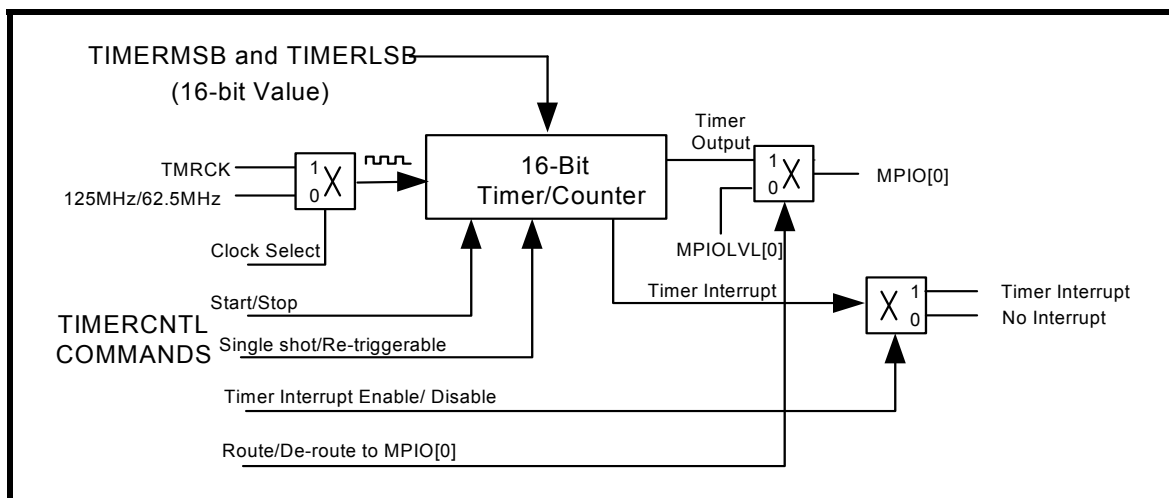 TIMERMSB and TIMERLSB
(16-bit Value)
Timer
Output
TMRCK
1
16-Bit
Timer/Counter
1
0
MPIO[0]
125MHz/62.5MHz
0
Clock Select
MPIOLVL[0]
Start/Stop
Timer Interrupt
1
0
Timer Interrupt
No Interrupt
TIMERCNTL
COMMANDS
Single shot/Re-triggerable
Timer Interrupt Enable/ Disable
Route/De-route to MPIO[0]